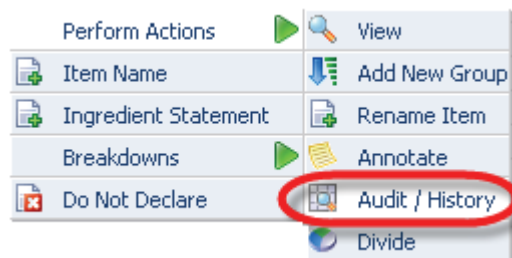 Perform Actions
Item Name
Ingredient Statement
Breakdowns
Do Not Declare
View
Add New Group
Rename Item
Annotate
Audit / History
Divide